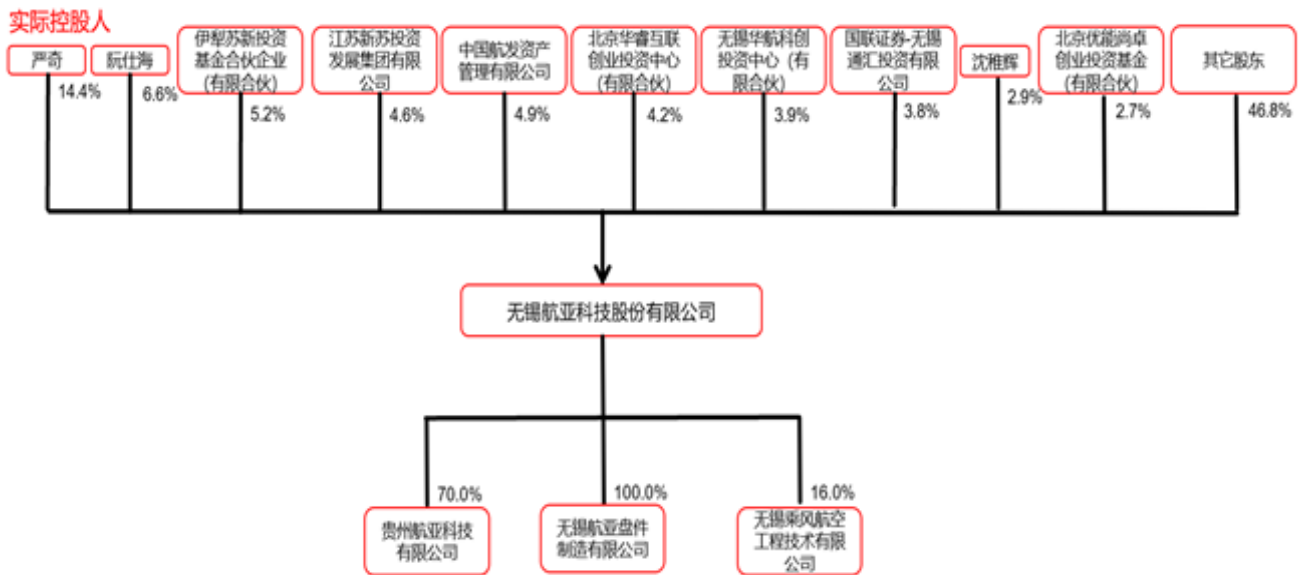 实际控股人
严奇
阮仕海
伊犁苏新投资
基金合伙企业
(有限合伙)
江苏新苏投资
发展集团有限
公司
中国航发资产
管理有限公司
北京华睿互联
创业投资中心
(有限合伙)
无锡华航科创
投资中心（有
限合伙)
国联证券-无锡
通汇投资有限
公司
沈稚辉
北京优能尚卓
创业投资基金
(有限合伙)
其它股东
14.4%
6.6%
5.2%
4.6%
4.9%
4.2%
3.9%
3.8%
2.9%
2.7%
46.8%
无锡航亚科技股份有限公司
70.0%
100.0%
16.0%
贵州航亚科技
有限公司
无锡航亚盘件
制造有限公司
无锡乘风航空
工程技术有限
公司